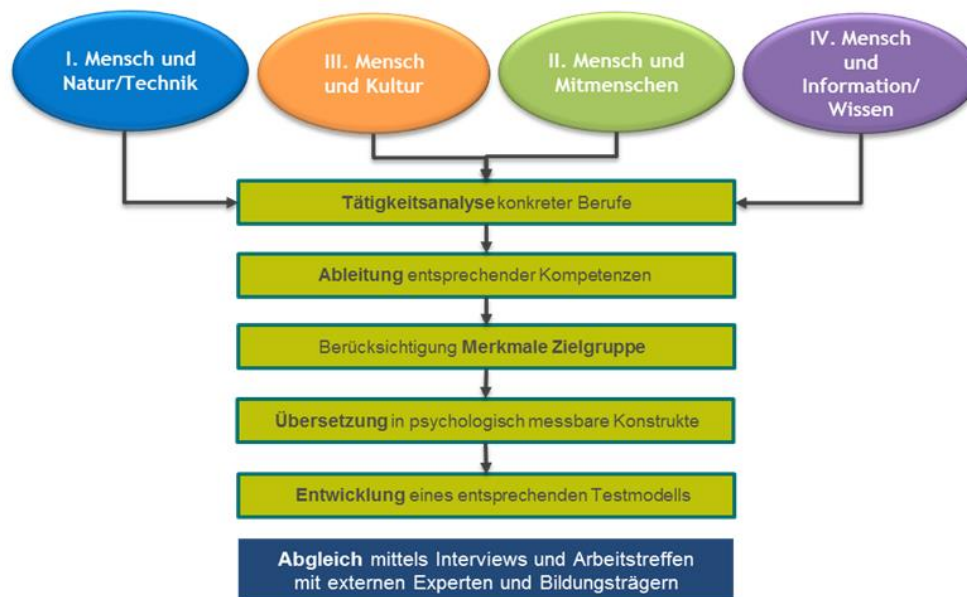 I. Mensch und
Natur/Technik
III. Mensch
und Kultur
II. Mensch und
Mitmenschen
IV. Mensch
und
Information/
Wissen
Tätigkeitsanalyse konkreter Berufe
Ableitung entsprechender Kompetenzen
Berücksichtigung Merkmale Zielgruppe
Übersetzung in psychologisch messbare Konstrukte
Entwicklung eines entsprechenden Testmodells
Abgleich mittels Interviews und Arbeitstreffen
mit externen Experten und Bildungsträgern